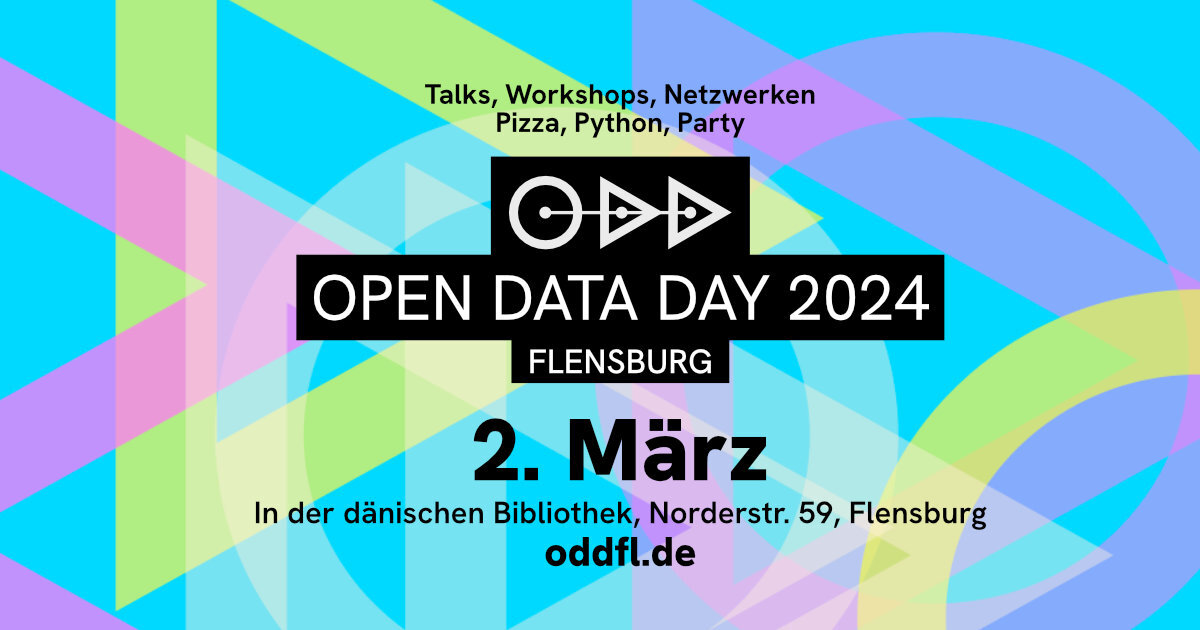 Talks, Workshops, Netzwerken
Pizza, Python, Party
ODD
OPEN DATA DAY 2024
FLENSBURG
2. März
In der dänischen Bibliothek, Norderstr. 59, Flensburg
oddfl.de